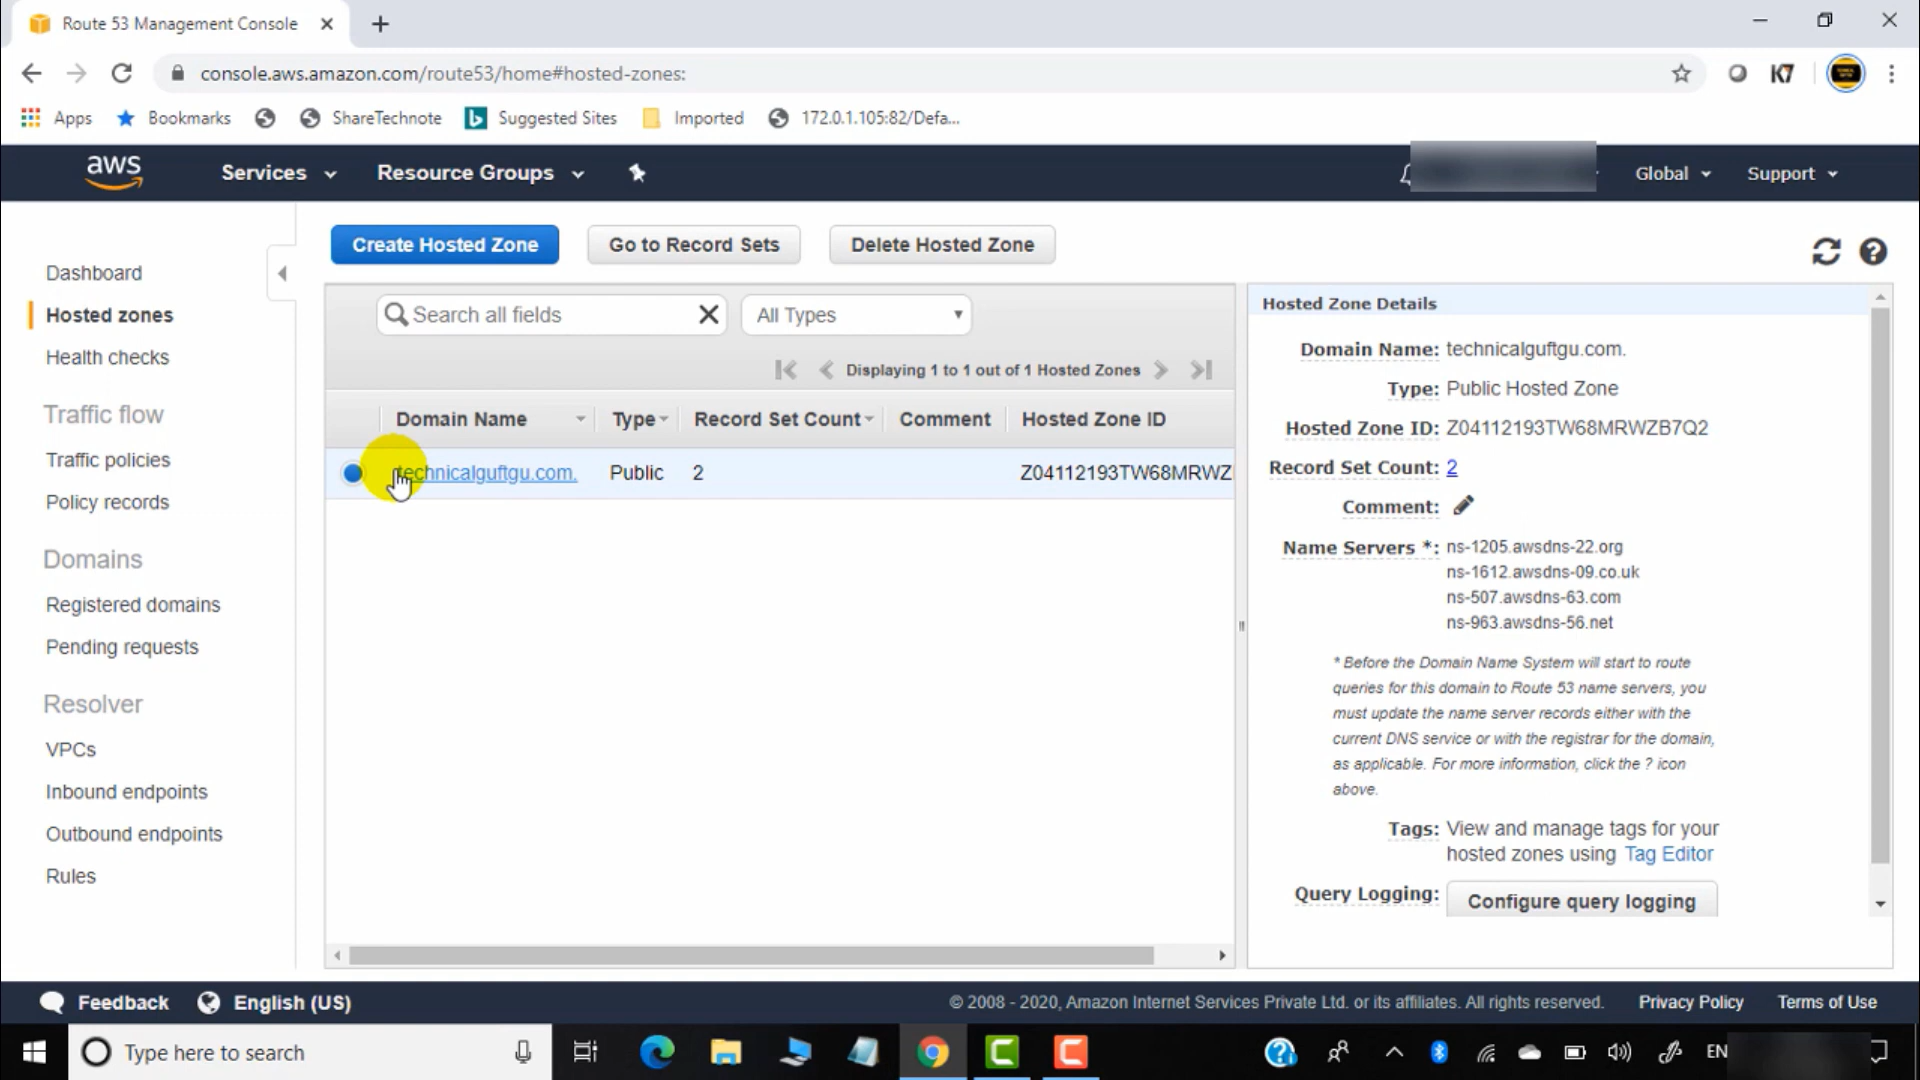 Route 53 Management Console
console.aws.amazon.com/route53/home#hosted-zones:
Apps Bookmarks ShareTechnote Suggested Sites Imported 172.0.1.105:82/Defa...
aws Services Resource Groups Global Support
Create Hosted Zone Go to Record Sets Delete Hosted Zone
Dashboard
Hosted zones
Health checks
Traffic flow
Traffic policies
Policy records
Domains
Registered domains
Pending requests
Resolver
VPCs
Inbound endpoints
Outbound endpoints
Rules
Search all fields All Types
Displaying 1 to 1 out of 1 Hosted Zones
Domain Name Type Record Set Count Comment Hosted Zone ID
technicalguftgu.com. Public 2 Z04112193TW68MRWZ
Hosted Zone Details
Domain Name: technicalguftgu.com.
Type: Public Hosted Zone
Hosted Zone ID: Z04112193TW68MRWZB7Q2
Record Set Count: 2
Comment:
Name Servers *: ns-1205.awsdns-22.org
ns-1612.awsdns-09.co.uk
ns-507.awsdns-63.com
ns-963.awsdns-56.net
* Before the Domain Name System will start to route
queries for this domain to Route 53 name servers, you
must update the name server records either with the
current DNS service or with the registrar for the domain,
as applicable. For more information, click the ? icon
above.
Tags: View and manage tags for your
hosted zones using Tag Editor
Query Logging: Configure query logging
Feedback English (US) © 2008 - 2020, Amazon Internet Services Private Ltd. or its affiliates. All rights reserved. Privacy Policy Terms of Use
Type here to search EN